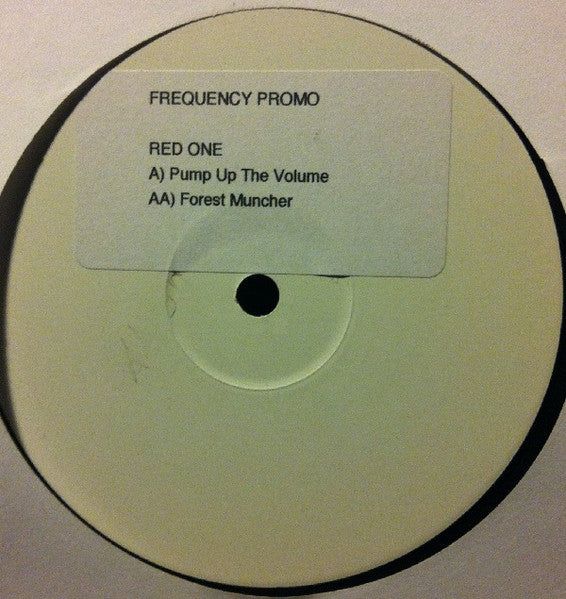 FREQUENCY PROMO
RED ONE
A) Pump Up The Volume
AA) Forest Muncher